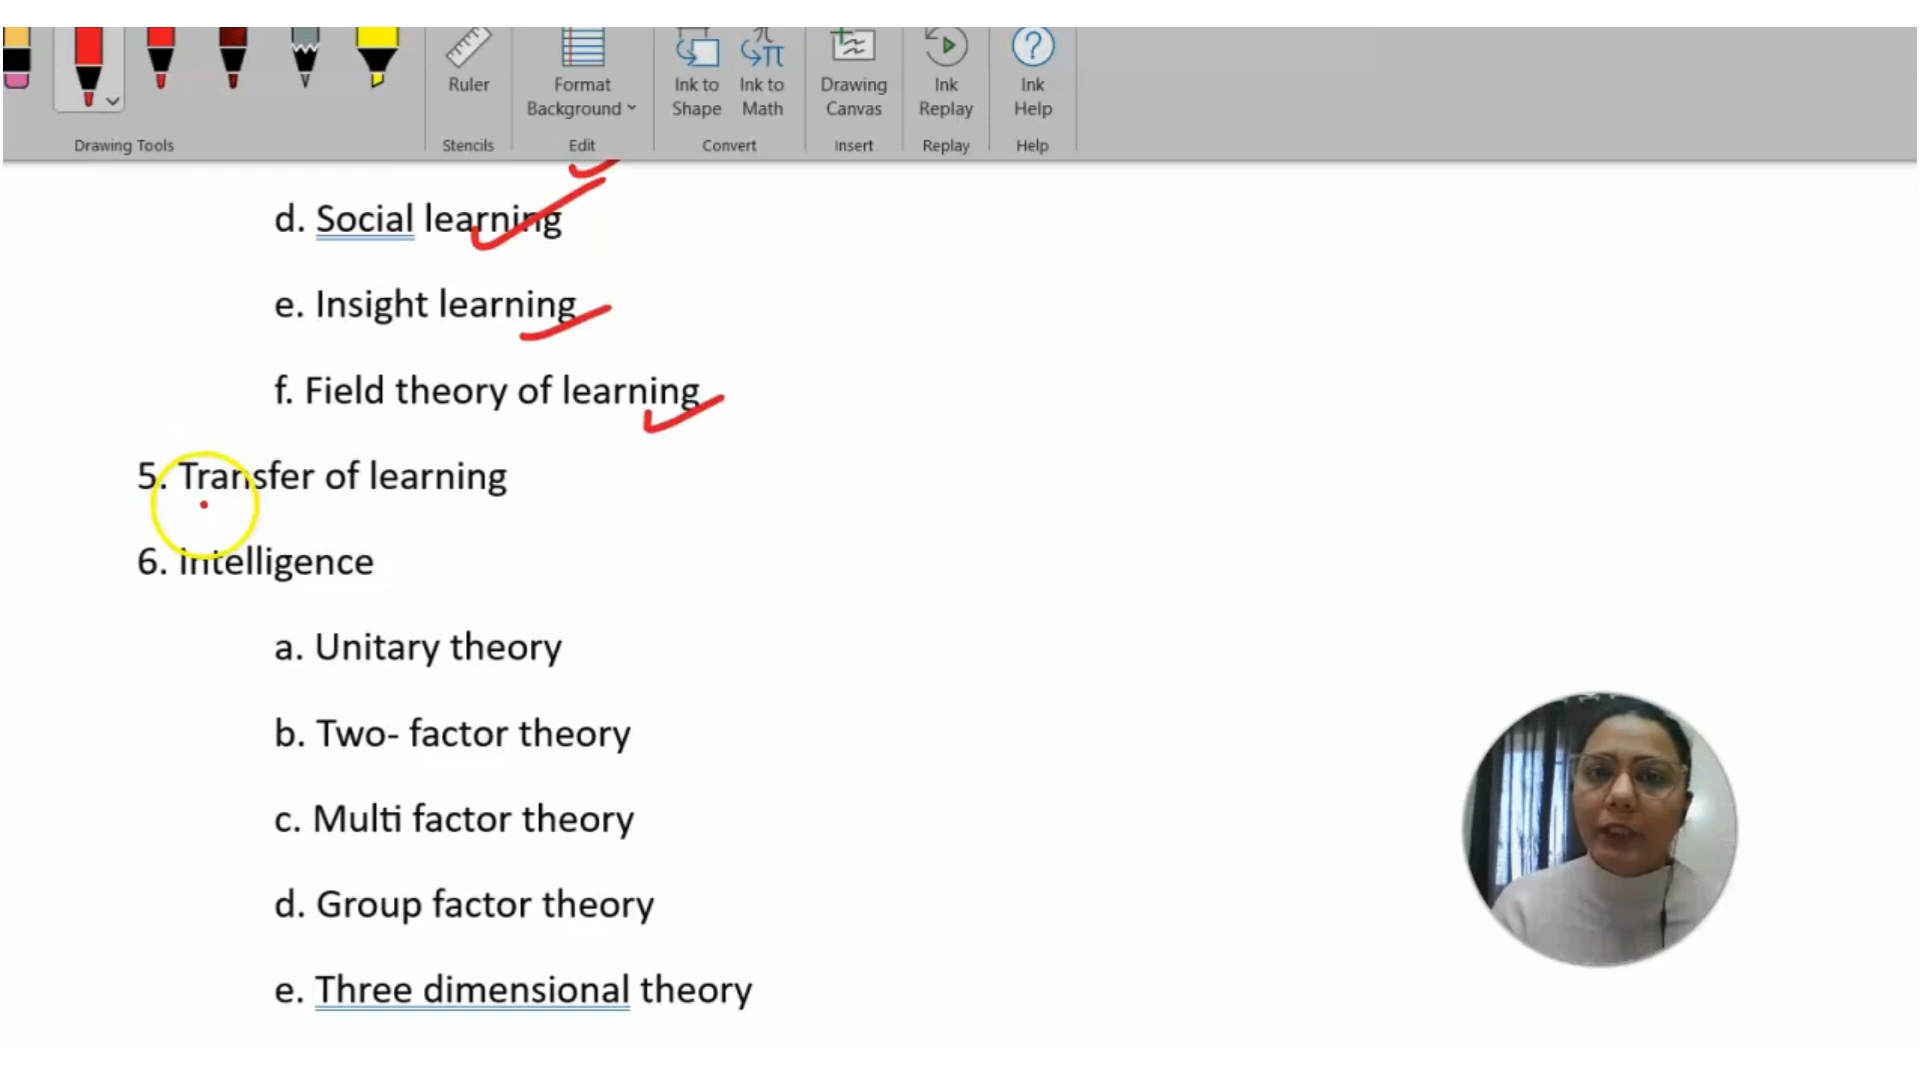 Ruler
Format Background
Ink to Shape
Ink to Math
Drawing Canvas
Ink Replay
Ink Help
Drawing Tools
Stencils
Edit
Convert
Insert
Replay
Help
d. Social learning
e. Insight learning
f. Field theory of learning
5. Transfer of learning
6. Intelligence
a. Unitary theory
b. Two- factor theory
c. Multi factor theory
d. Group factor theory
e. Three dimensional theory